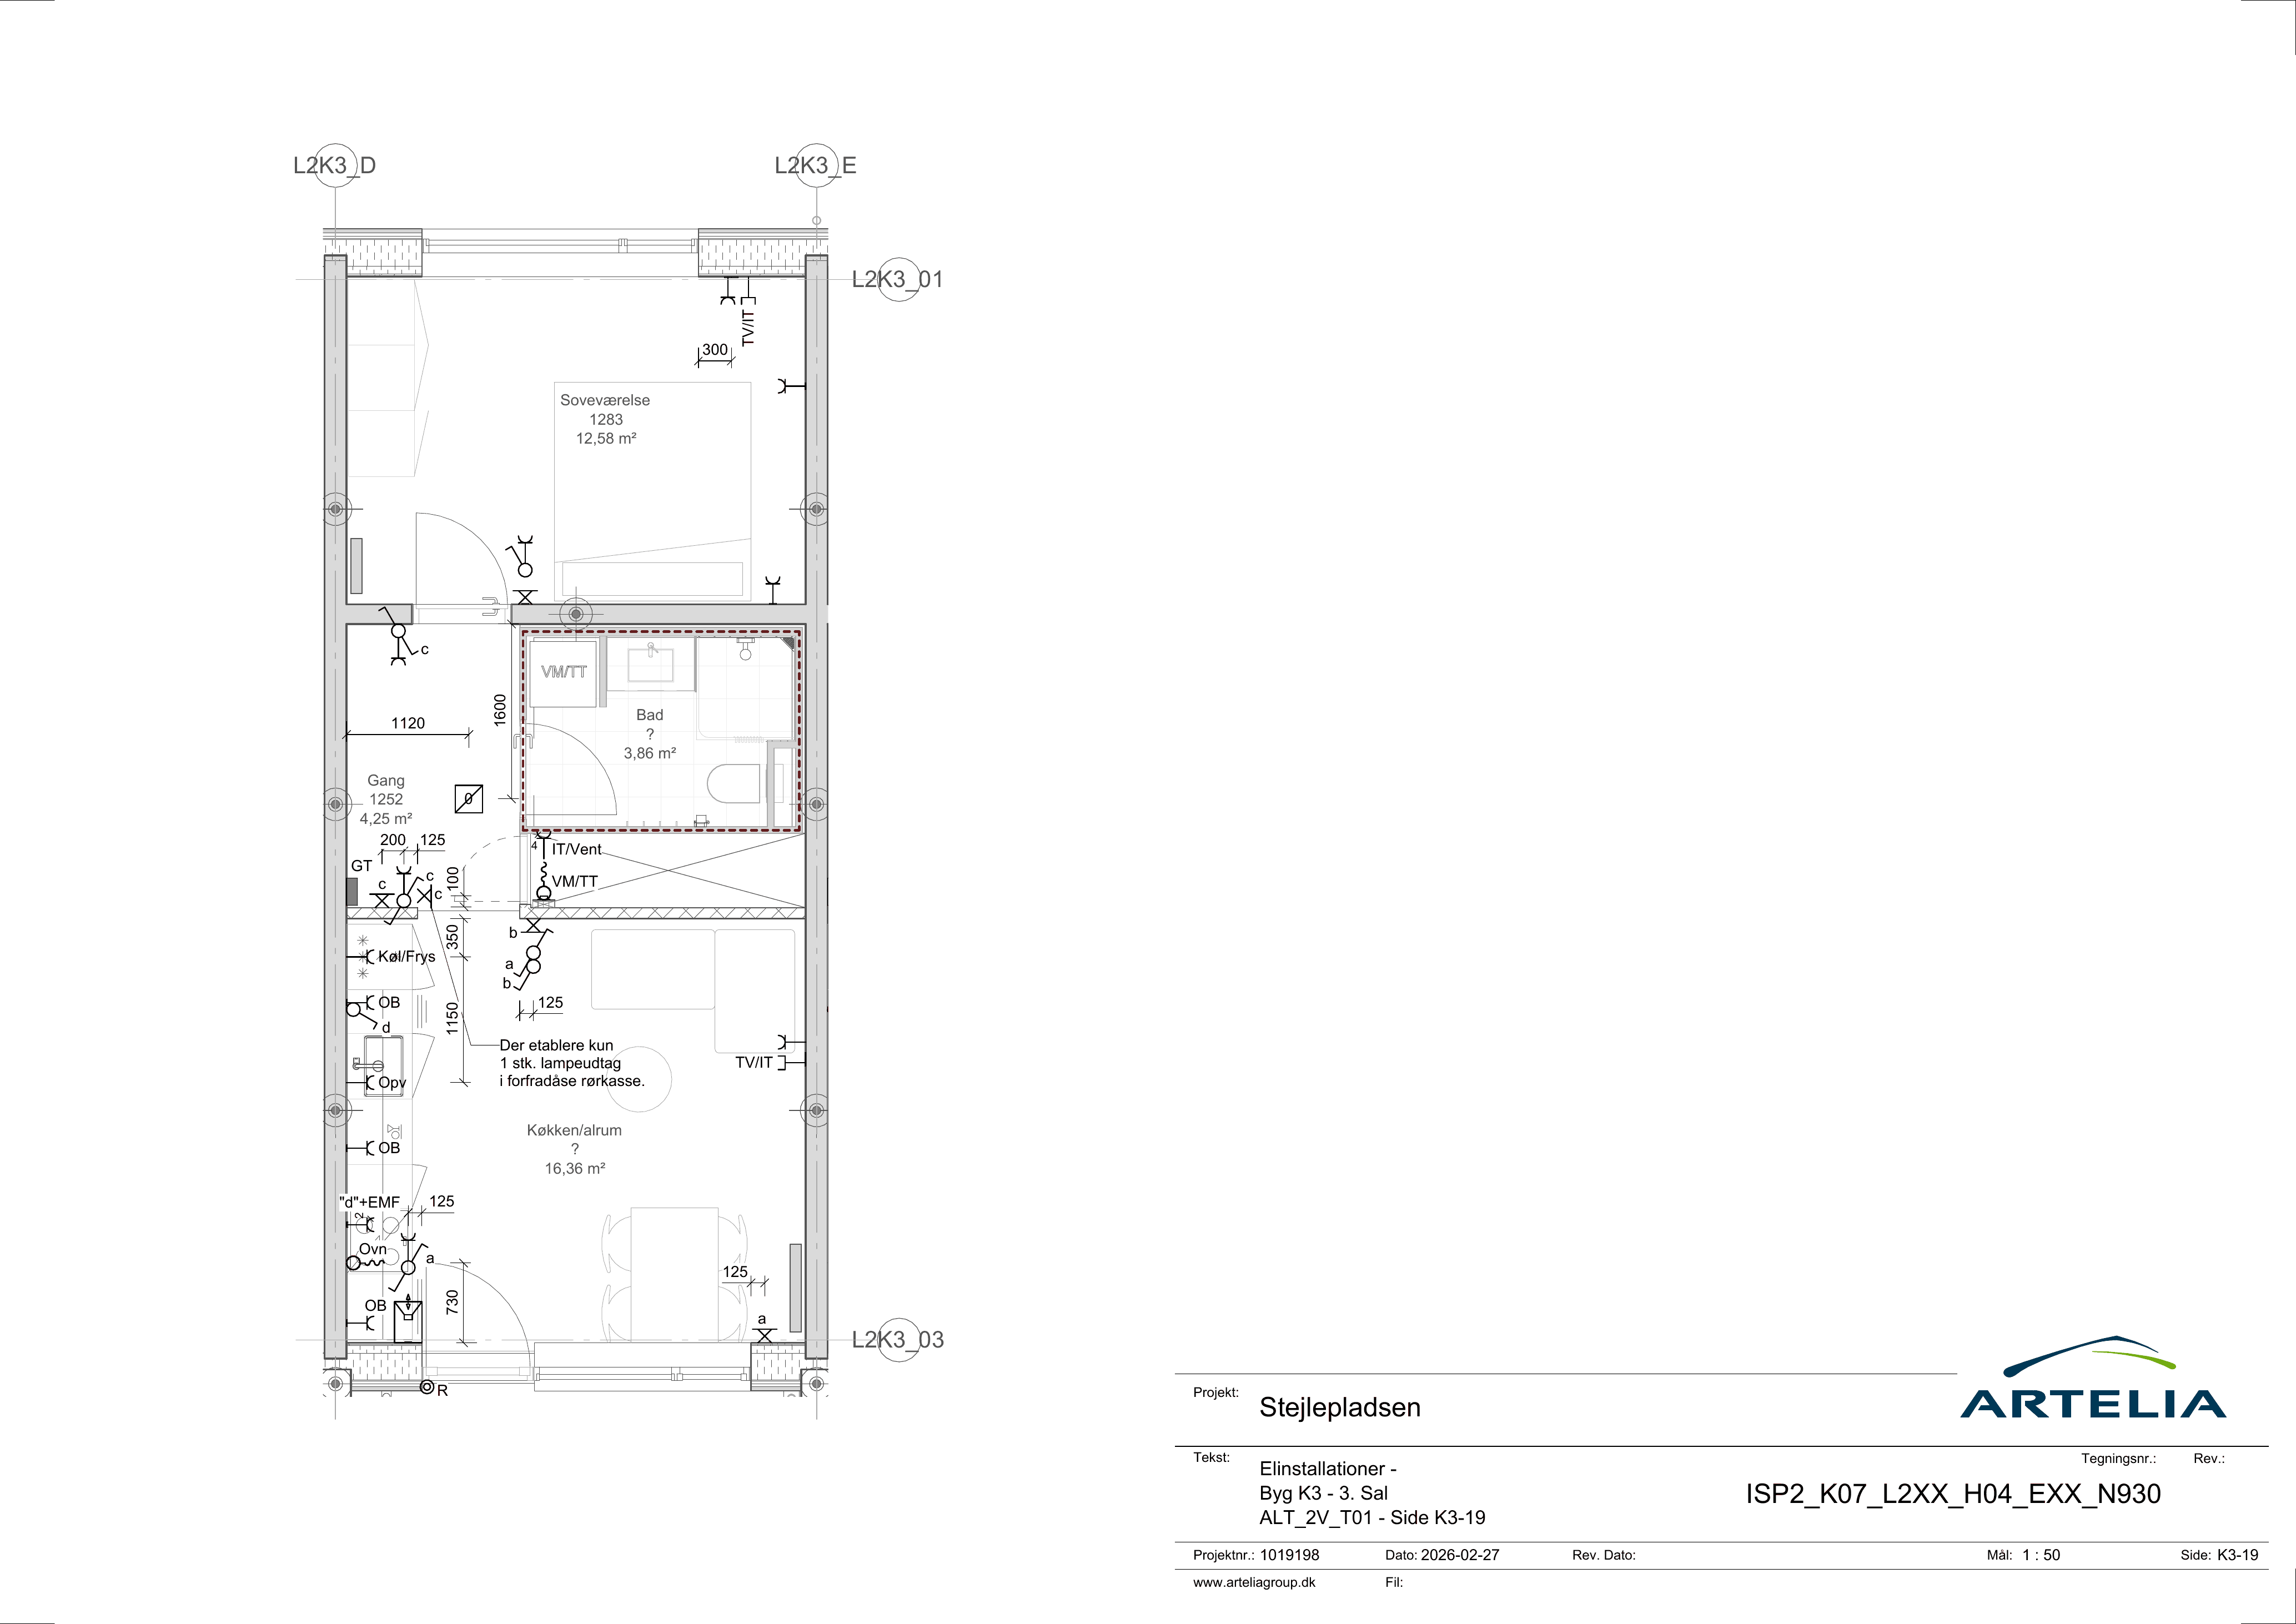 L2K3_D
L2K3_E
L2K3_01
TV/IT
300
Soveværelse
1283
12,58 m²
c
VM/TT
1600
1120
Bad
?
3,86 m²
Gang
1252
4,25 m²
0
200
125
4
IT/Vent
GT
c
c
c
100
VM/TT
b
350
Køl/Frys
a
b
OB
125
d
1150
Der etablere kun
1 stk. lampeudtag
i forfradåse rørkasse.
TV/IT
Opv
Køkken/alrum
?
16,36 m²
OB
"d"+EMF
125
2
Ovn
a
125
730
OB
a
L2K3_03
R
ARTELIA
Projekt:
Stejlepladsen
Tekst:
Elinstallationer -
Byg K3 - 3. Sal
ALT_2V_T01 - Side K3-19
Tegningsnr.:
Rev.:
ISP2_K07_L2XX_H04_EXX_N930
Projektnr.: 1019198
Dato: 2026-02-27
Rev. Dato:
Mål: 1 : 50
Side: K3-19
www.arteliagroup.dk
Fil: